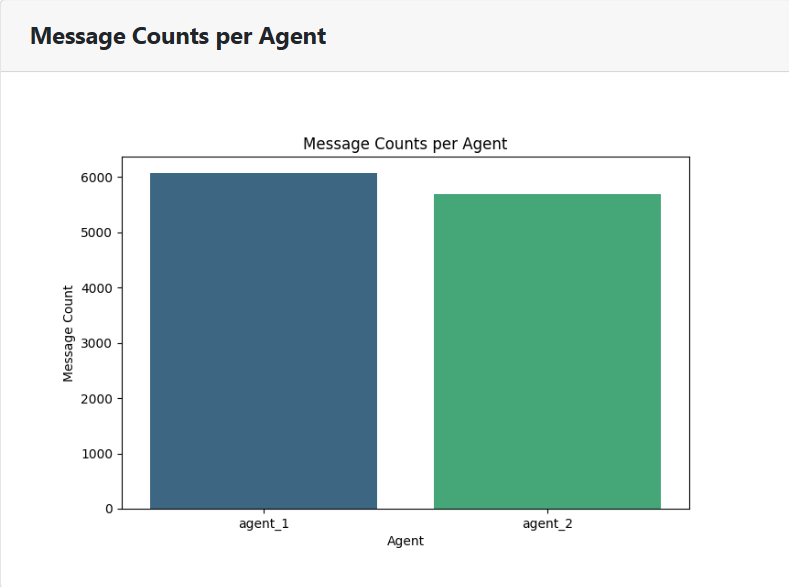 Message Counts per Agent
Message Counts per Agent
6000
5000
4000
3000
2000
1000
0
Message Count
agent_1
agent_2
Agent